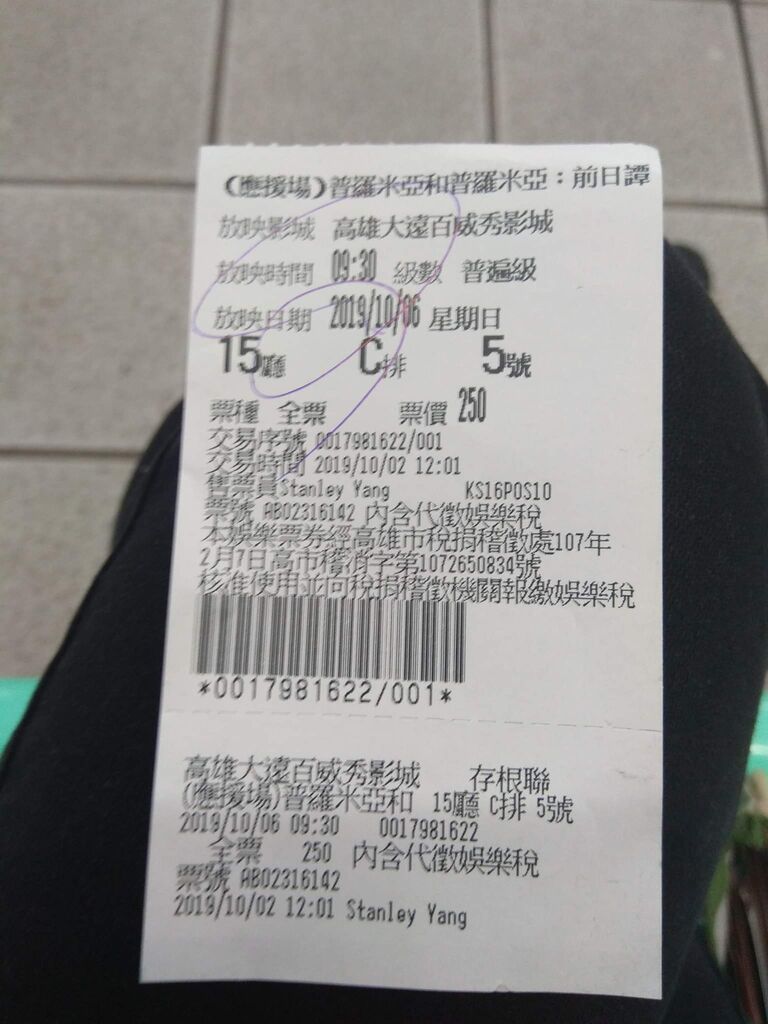 (應援場)普羅米亞和普羅米亞：前日譚
放映影城 高雄大遠百威秀影城
放映時間 09:30 級數 普遍級
放映日期 2019/10/06 星期日
15廳 C排 5號
票種 全票 票價 250
交易序號 0017981622/001
交易時間 2019/10/02 12:01
售票員Stanley Yang KS16POS10
票號 AB02316142 內含代徵娛樂稅
本娛樂票券經高雄市稅捐稽徵處107年
2月7日高市稽消字第1072650834號
核准使用並向稅捐稽徵機關報繳娛樂稅
*0017981622/001*
高雄大遠百威秀影城 存根聯
(應援場)普羅米亞和 15廳 C排 5號
2019/10/06 09:30 0017981622
全票 250 內含代徵娛樂稅
票號 AB02316142
2019/10/02 12:01 Stanley Yang